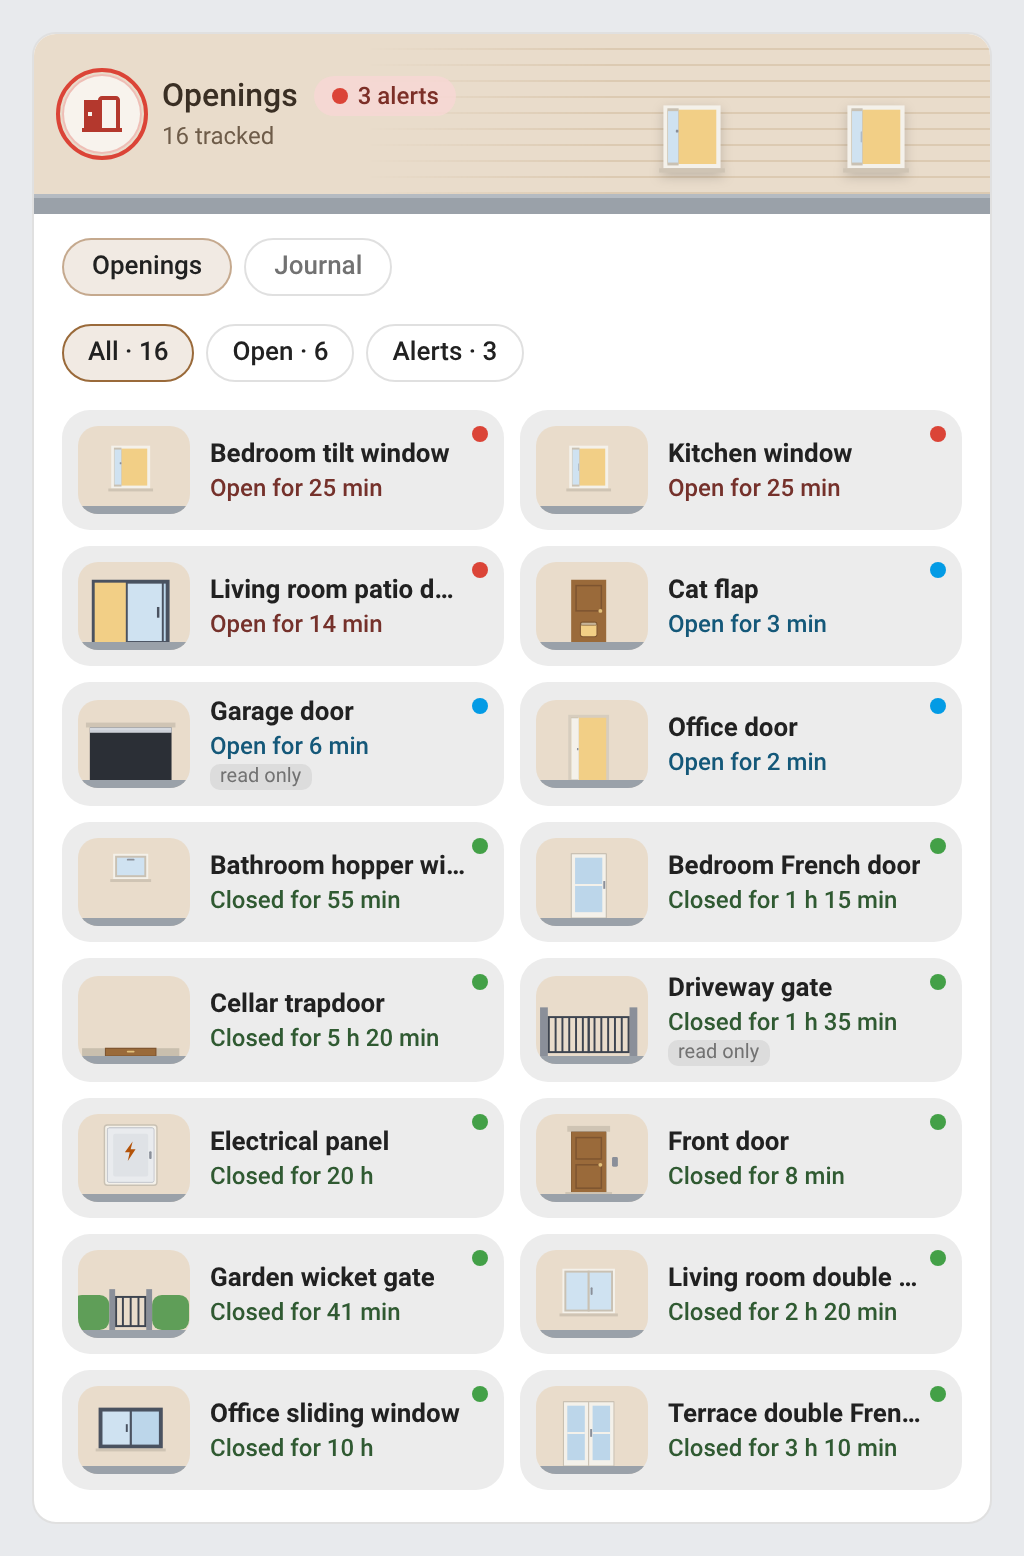 Openings
3 alerts
16 tracked
Openings
Journal
All · 16
Open · 6
Alerts · 3
Bedroom tilt window
Open for 25 min
Kitchen window
Open for 25 min
Living room patio d...
Open for 14 min
Cat flap
Open for 3 min
Garage door
Open for 6 min
read only
Office door
Open for 2 min
Bathroom hopper wi...
Closed for 55 min
Bedroom French door
Closed for 1 h 15 min
Cellar trapdoor
Closed for 5 h 20 min
Driveway gate
Closed for 1 h 35 min
read only
Electrical panel
Closed for 20 h
Front door
Closed for 8 min
Garden wicket gate
Closed for 41 min
Living room double ...
Closed for 2 h 20 min
Office sliding window
Closed for 10 h
Terrace double Fren...
Closed for 3 h 10 min